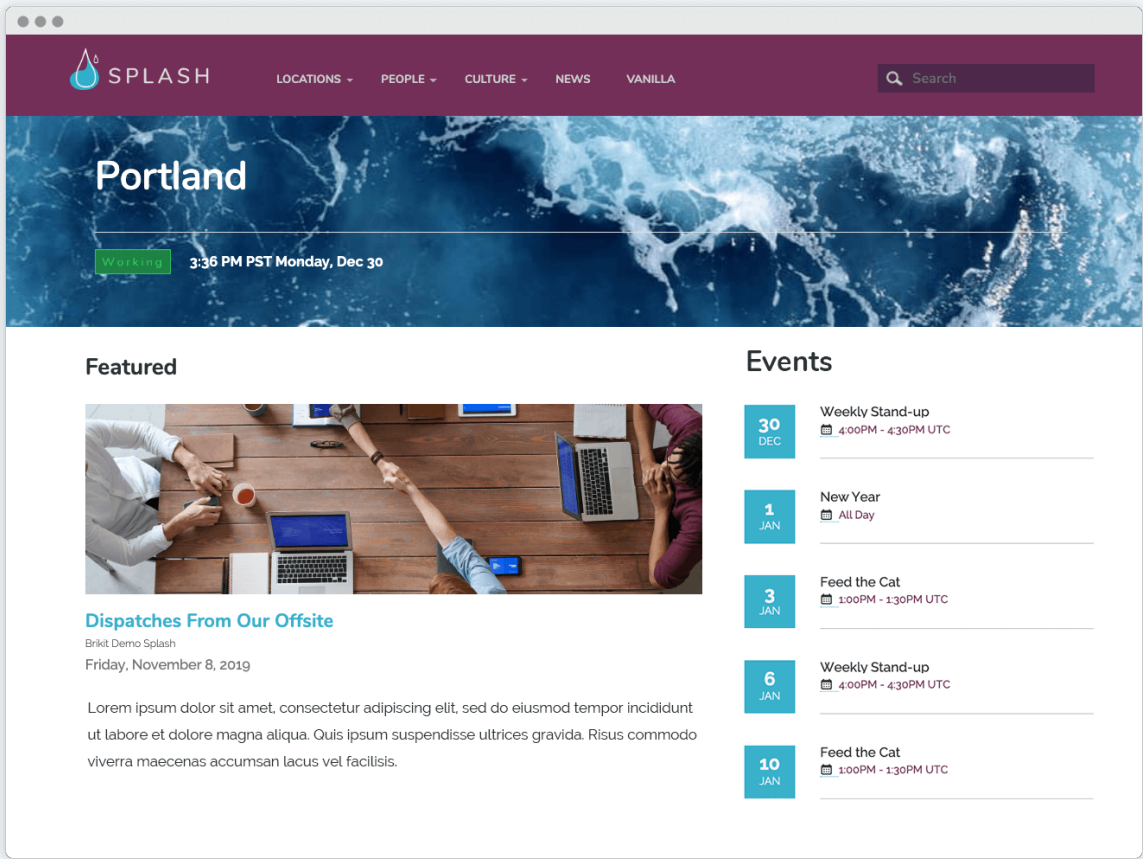 SPLASH
LOCATIONS
PEOPLE
CULTURE
NEWS
VANILLA
Search
Portland
Working
3:36 PM PST Monday, Dec 30
Featured
Dispatches From Our Offsite
Brikit Demo Splash
Friday, November 8, 2019
Lorem ipsum dolor sit amet, consectetur adipiscing elit, sed do eiusmod tempor incididunt
ut labore et dolore magna aliqua. Quis ipsum suspendisse ultrices gravida. Risus commodo
viverra maecenas accumsan lacus vel facilisis.
Events
30
DEC
Weekly Stand-up
4:00PM - 4:30PM UTC
1
JAN
New Year
All Day
3
JAN
Feed the Cat
1:00PM - 1:30PM UTC
6
JAN
Weekly Stand-up
4:00PM - 4:30PM UTC
10
JAN
Feed the Cat
1:00PM - 1:30PM UTC